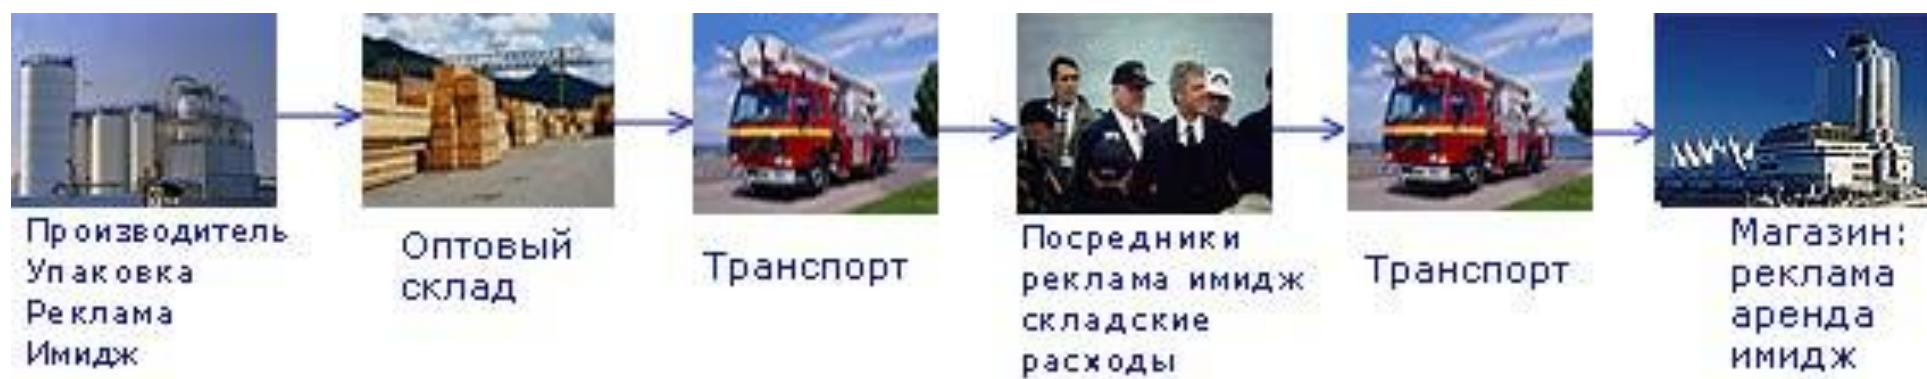 Производитель
Упаковка
Реклама
Имидж
Оптовый
склад
Транспорт
Посредники
реклама имидж
складские
расходы
Транспорт
Магазин:
реклама
аренда
имидж